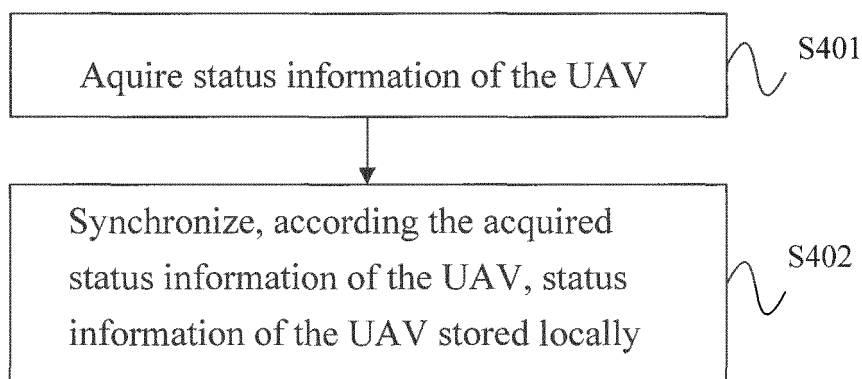 Aquire status information of the UAV
S401
Synchronize, according the acquired
status information of the UAV, status
information of the UAV stored locally
S402